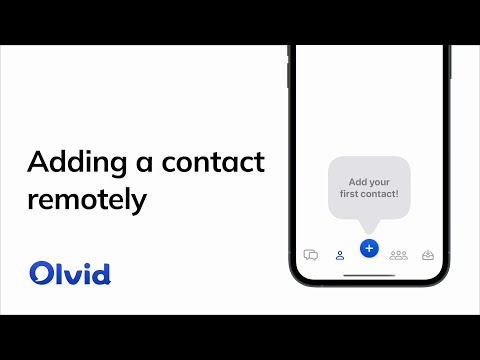 Adding a contact
remotely
Olvid
Add your
first contact!